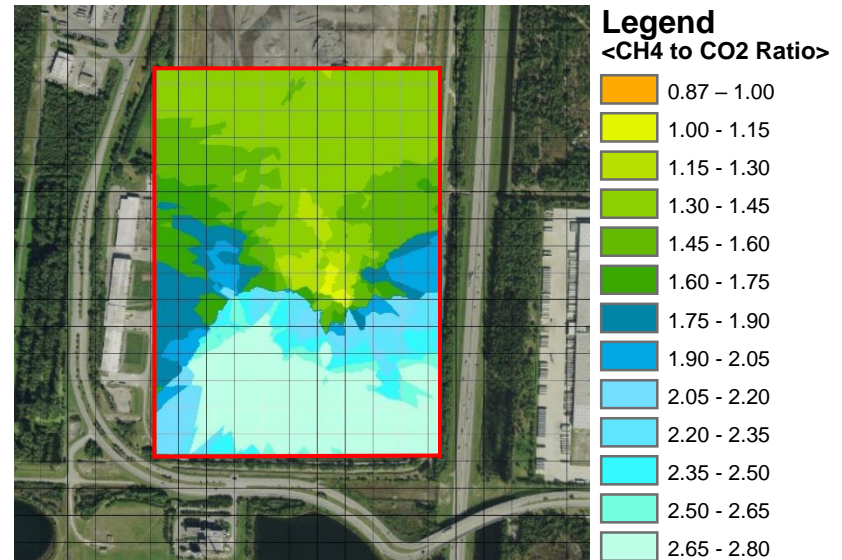 Legend
<CH4 to CO2 Ratio>
0.87 – 1.00
1.00 - 1.15
1.15 - 1.30
1.30 - 1.45
1.45 - 1.60
1.60 - 1.75
1.75 - 1.90
1.90 - 2.05
2.05 - 2.20
2.20 - 2.35
2.35 - 2.50
2.50 - 2.65
2.65 - 2.80